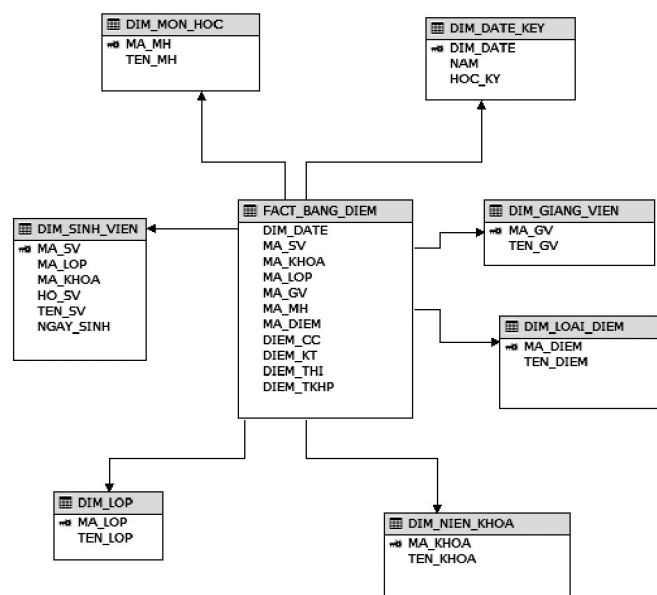 DIM_MON_HOC
MA_MH
TEN_MH
DIM_DATE_KEY
DIM_DATE
NAM
HOC_KY
DIM_SINH_VIEN
MA_SV
MA_LOP
MA_KHOA
HO_SV
TEN_SV
NGAY_SINH
FACT_BANG_DIEM
DIM_DATE
MA_SV
MA_KHOA
MA_LOP
MA_GV
MA_MH
MA_DIEM
DIEM_CC
DIEM_KT
DIEM_THI
DIEM_TKHP
DIM_GIANG_VIEN
MA_GV
TEN_GV
DIM_LOAI_DIEM
MA_DIEM
TEN_DIEM
DIM_LOP
MA_LOP
TEN_LOP
DIM_NIEN_KHOA
MA_KHOA
TEN_KHOA